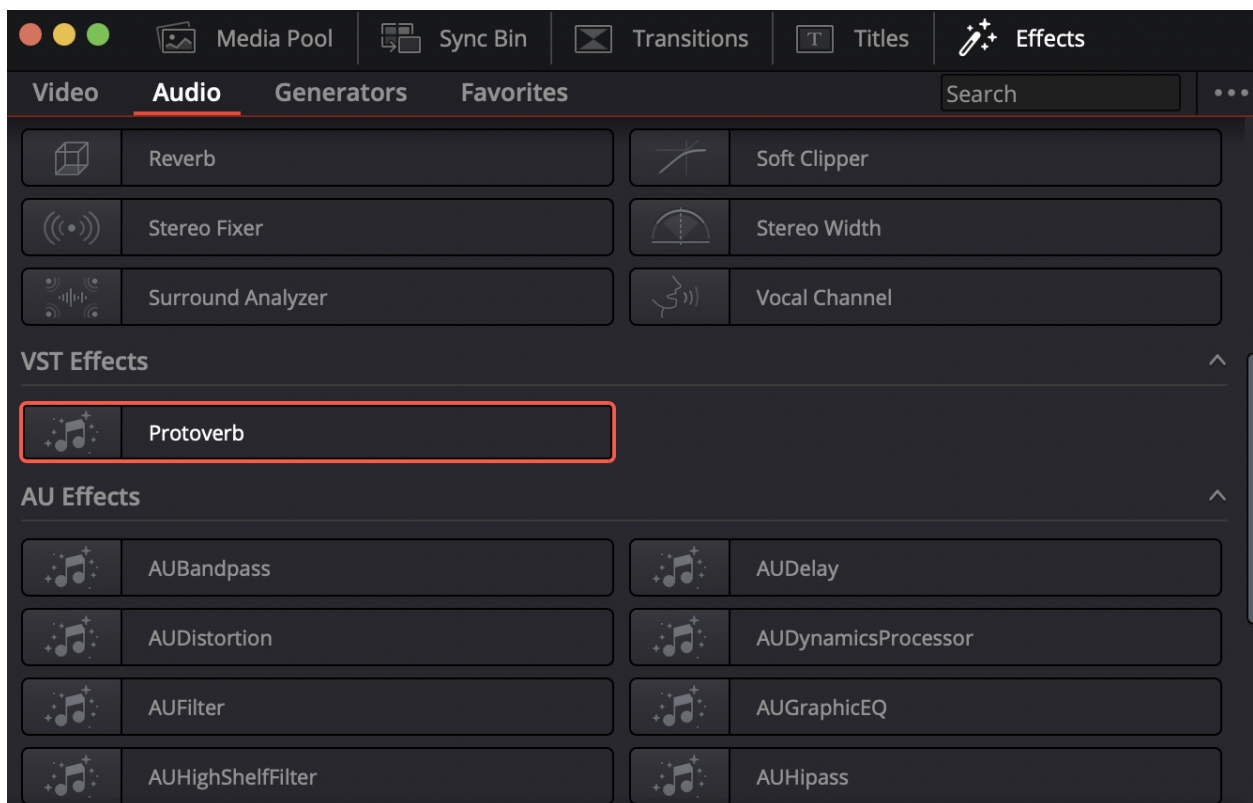 Media Pool Sync Bin Transitions T Titles Effects
Video Audio Generators Favorites Search
Reverb Soft Clipper
Stereo Fixer Stereo Width
Surround Analyzer Vocal Channel
VST Effects
Protoverb
AU Effects
AUBandpass AUDelay
AUDistortion AUDynamicsProcessor
AUFilter AUGraphicEQ
AUHighShelfFilter AUHipass